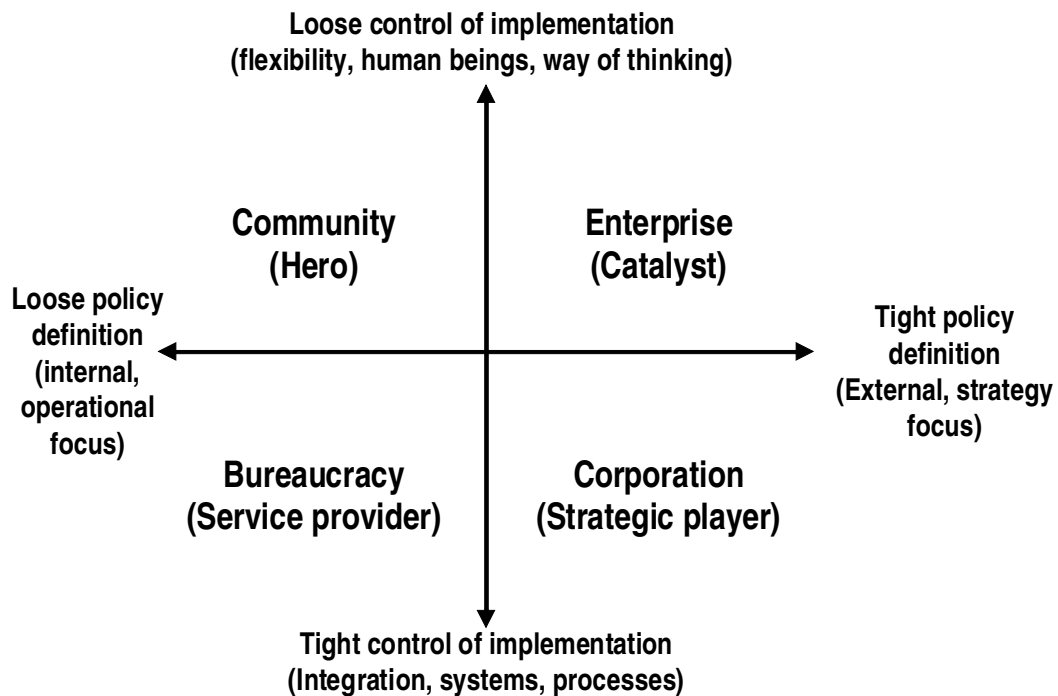 Loose control of implementation
(flexibility, human beings, way of thinking)
Community
(Hero)
Enterprise
(Catalyst)
Loose policy
definition
(internal,
operational
focus)
Tight policy
definition
(External, strategy
focus)
Bureaucracy
(Service provider)
Corporation
(Strategic player)
Tight control of implementation
(Integration, systems, processes)